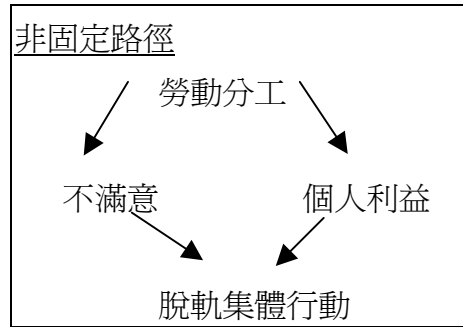 非固定路徑
勞動分工
不滿意 個人利益
脫軌集體行動